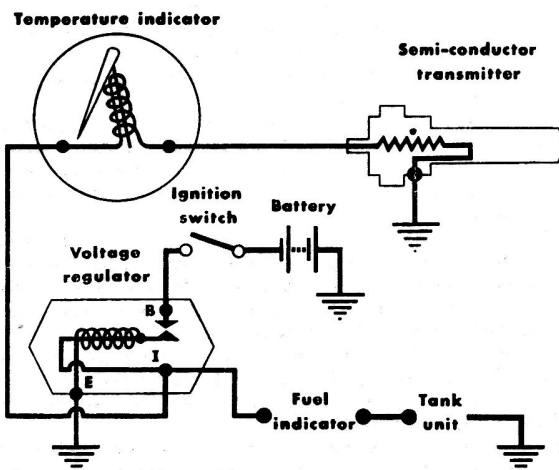 Temperature indicator
Semi-conductor
transmitter
Ignition
switch
Battery
Voltage
regulator
B
I
E
Fuel
indicator
Tank
unit